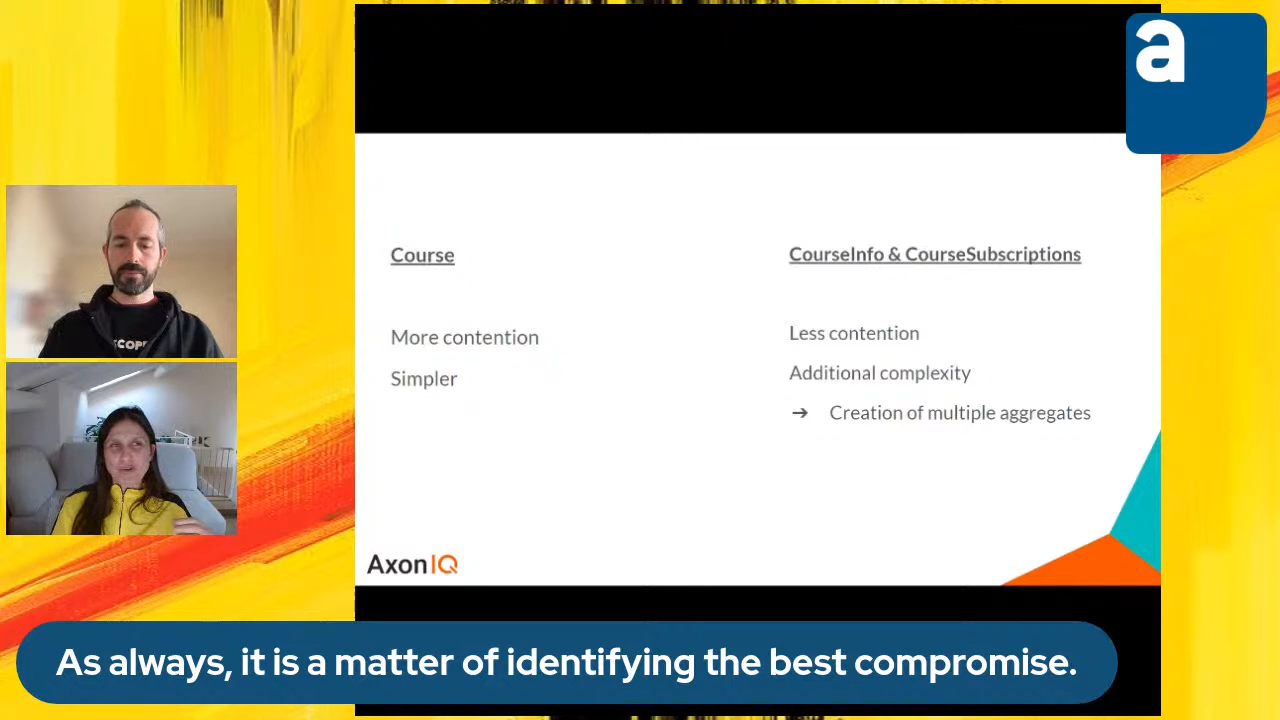 a
Course
CourseInfo & CourseSubscriptions
More contention
Simpler
Less contention
Additional complexity
➔ Creation of multiple aggregates
SCOPE
AxonIQ
As always, it is a matter of identifying the best compromise.